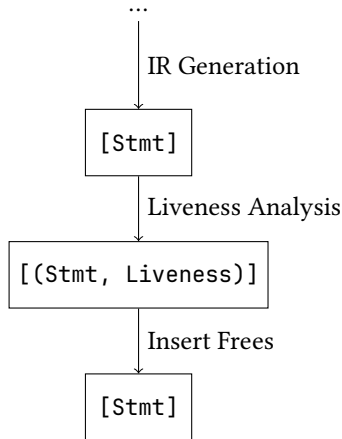 ...
IR Generation
[Stmt]
Liveness Analysis
[(Stmt, Liveness)]
Insert Frees
[Stmt]